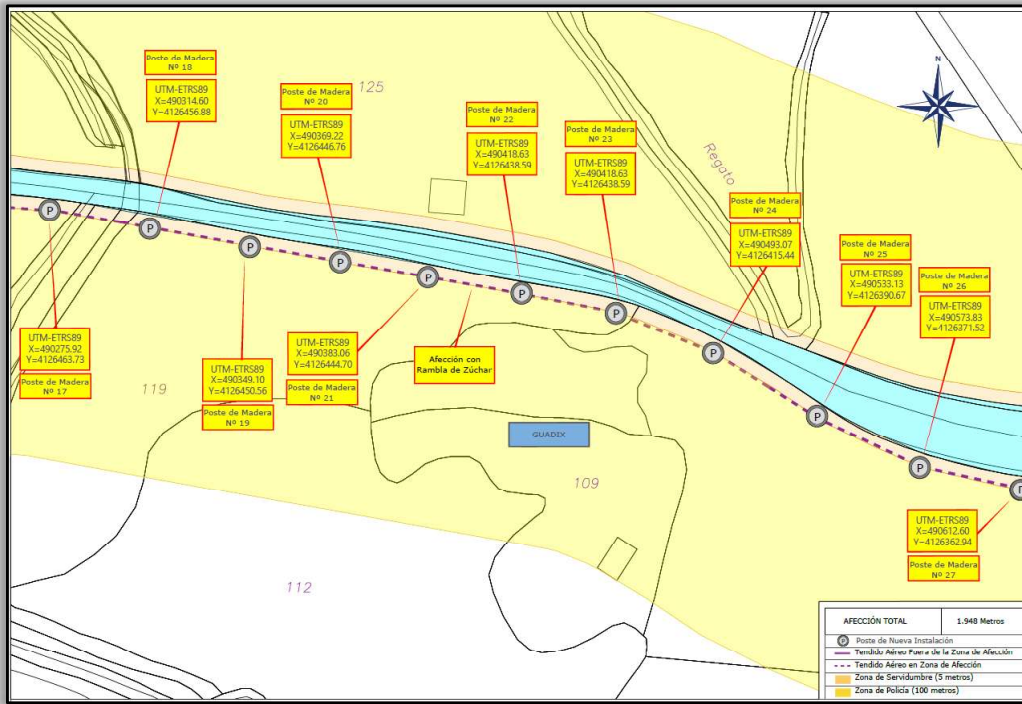 Poste de Madera
Nº 18
UTM-ETRS89
X=490314.60
Y=4126456.88
125
Poste de Madera
Nº 20
UTM-ETRS89
X=490369.22
Y=4126446.76
Poste de Madera
Nº 22
UTM-ETRS89
X=490418.63
Y=4126438.59
Poste de Madera
Nº 23
UTM-ETRS89
X=490418.63
Y=4126438.59
N
Regato
Poste de Madera
Nº 24
UTM-ETRS89
X=490493.07
Y=4126415.44
Poste de Madera
Nº 25
UTM-ETRS89
X=490533.13
Y=4126390.67
Poste de Madera
Nº 26
UTM-ETRS89
X=490573.83
Y=4126371.52
P
P
P
P
P
P
P
P
P
P
UTM-ETRS89
X=490275.92
Y=4126463.73
Poste de Madera
Nº 17
119
UTM-ETRS89
X=490349.10
Y=4126450.56
Poste de Madera
Nº 19
UTM-ETRS89
X=490383.06
Y=4126444.70
Poste de Madera
Nº 21
Afección con
Rambla de Zúchar
GUADIX
109
112
UTM-ETRS89
X=490612.60
Y=4126362.94
Poste de Madera
Nº 27
AFECCIÓN TOTAL 1.948 Metros
P Poste de Nueva Instalación
Tendido Aéreo Fuera de la Zona de Afección
Tendido Aéreo en Zona de Afección
Zona de Servidumbre (5 metros)
Zona de Policía (100 metros)